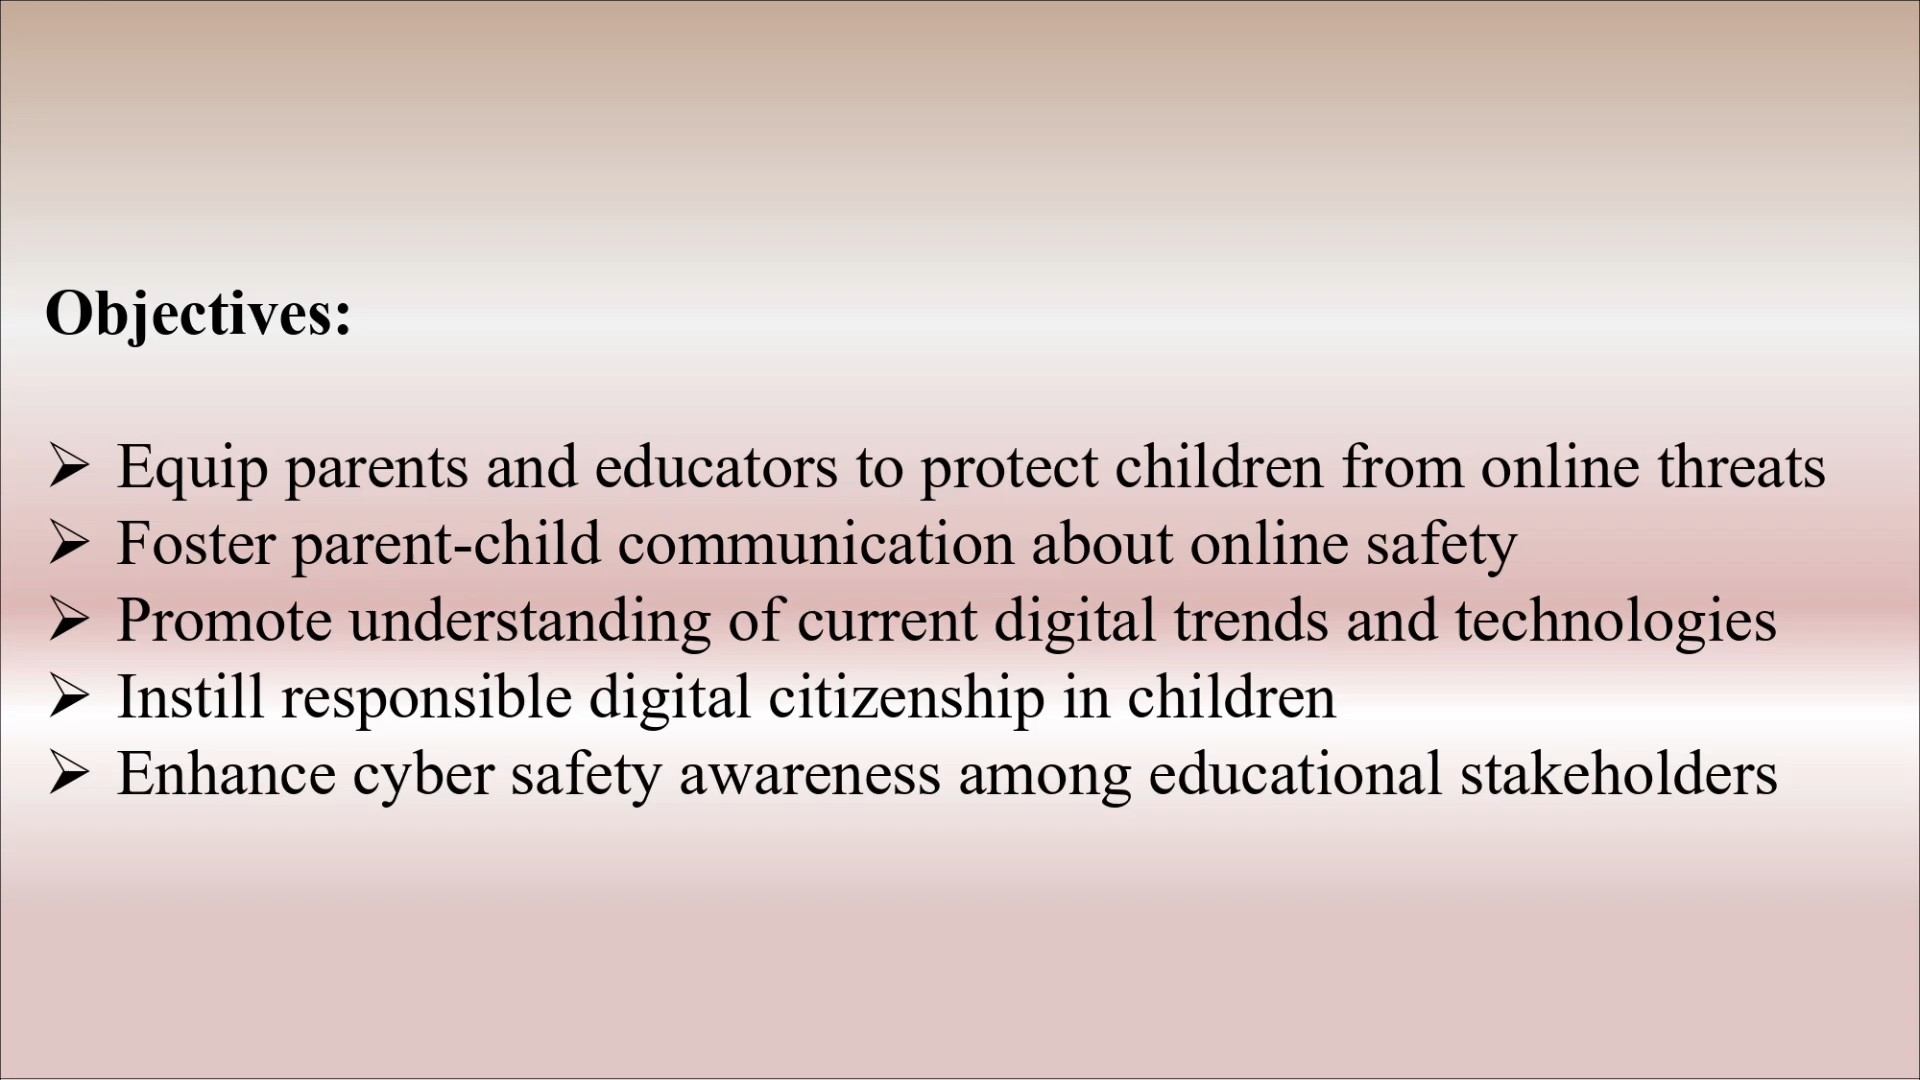 Objectives:
➢ Equip parents and educators to protect children from online threats
➢ Foster parent-child communication about online safety
➢ Promote understanding of current digital trends and technologies
➢ Instill responsible digital citizenship in children
➢ Enhance cyber safety awareness among educational stakeholders